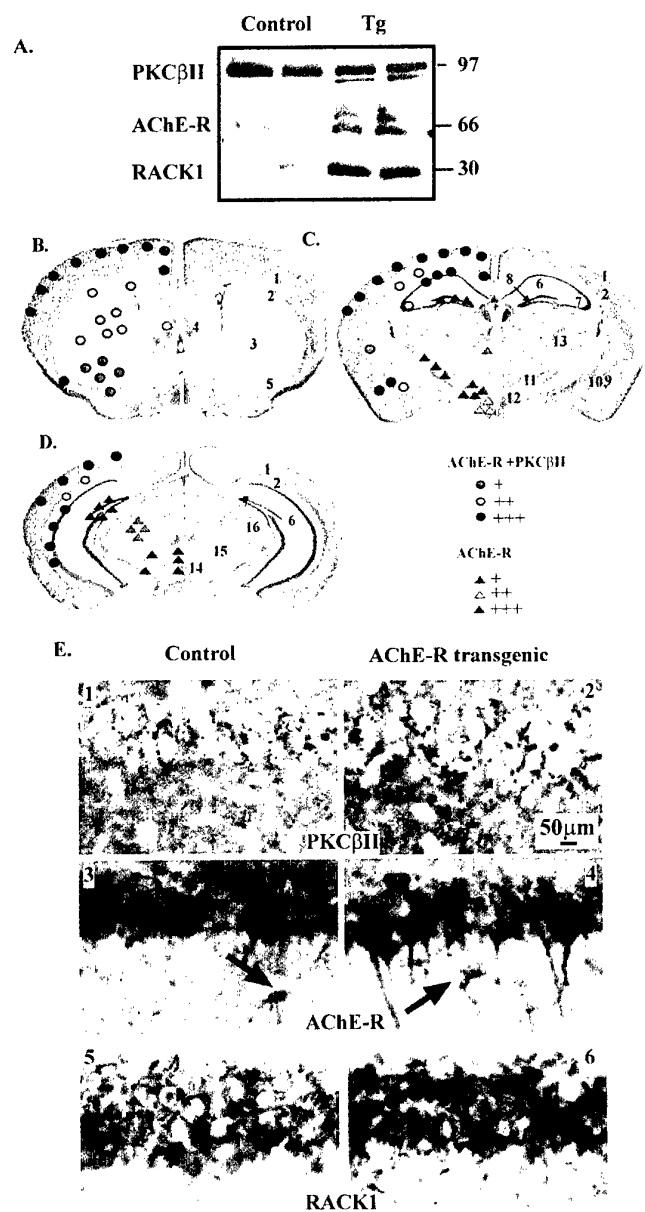 Control Tg
A.
PKCβII - 97
AChE-R - 66
RACK1 - 30
B.
1
2
3
4
5
C.
1
2
6
7
8
13
11
12
10 9
D.
1
2
6
16
15
14
AChE-R +PKCβII
+
++
+++
AChE-R
+
++
+++
E.
Control AChE-R transgenic
1 2
PKCβII
50μm
3 4
AChE-R
5 6
RACK1